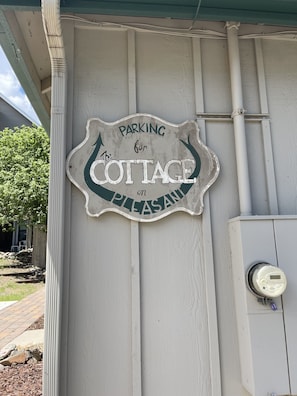 PARKING
for
The
COTTAGE
on
PLEASANT